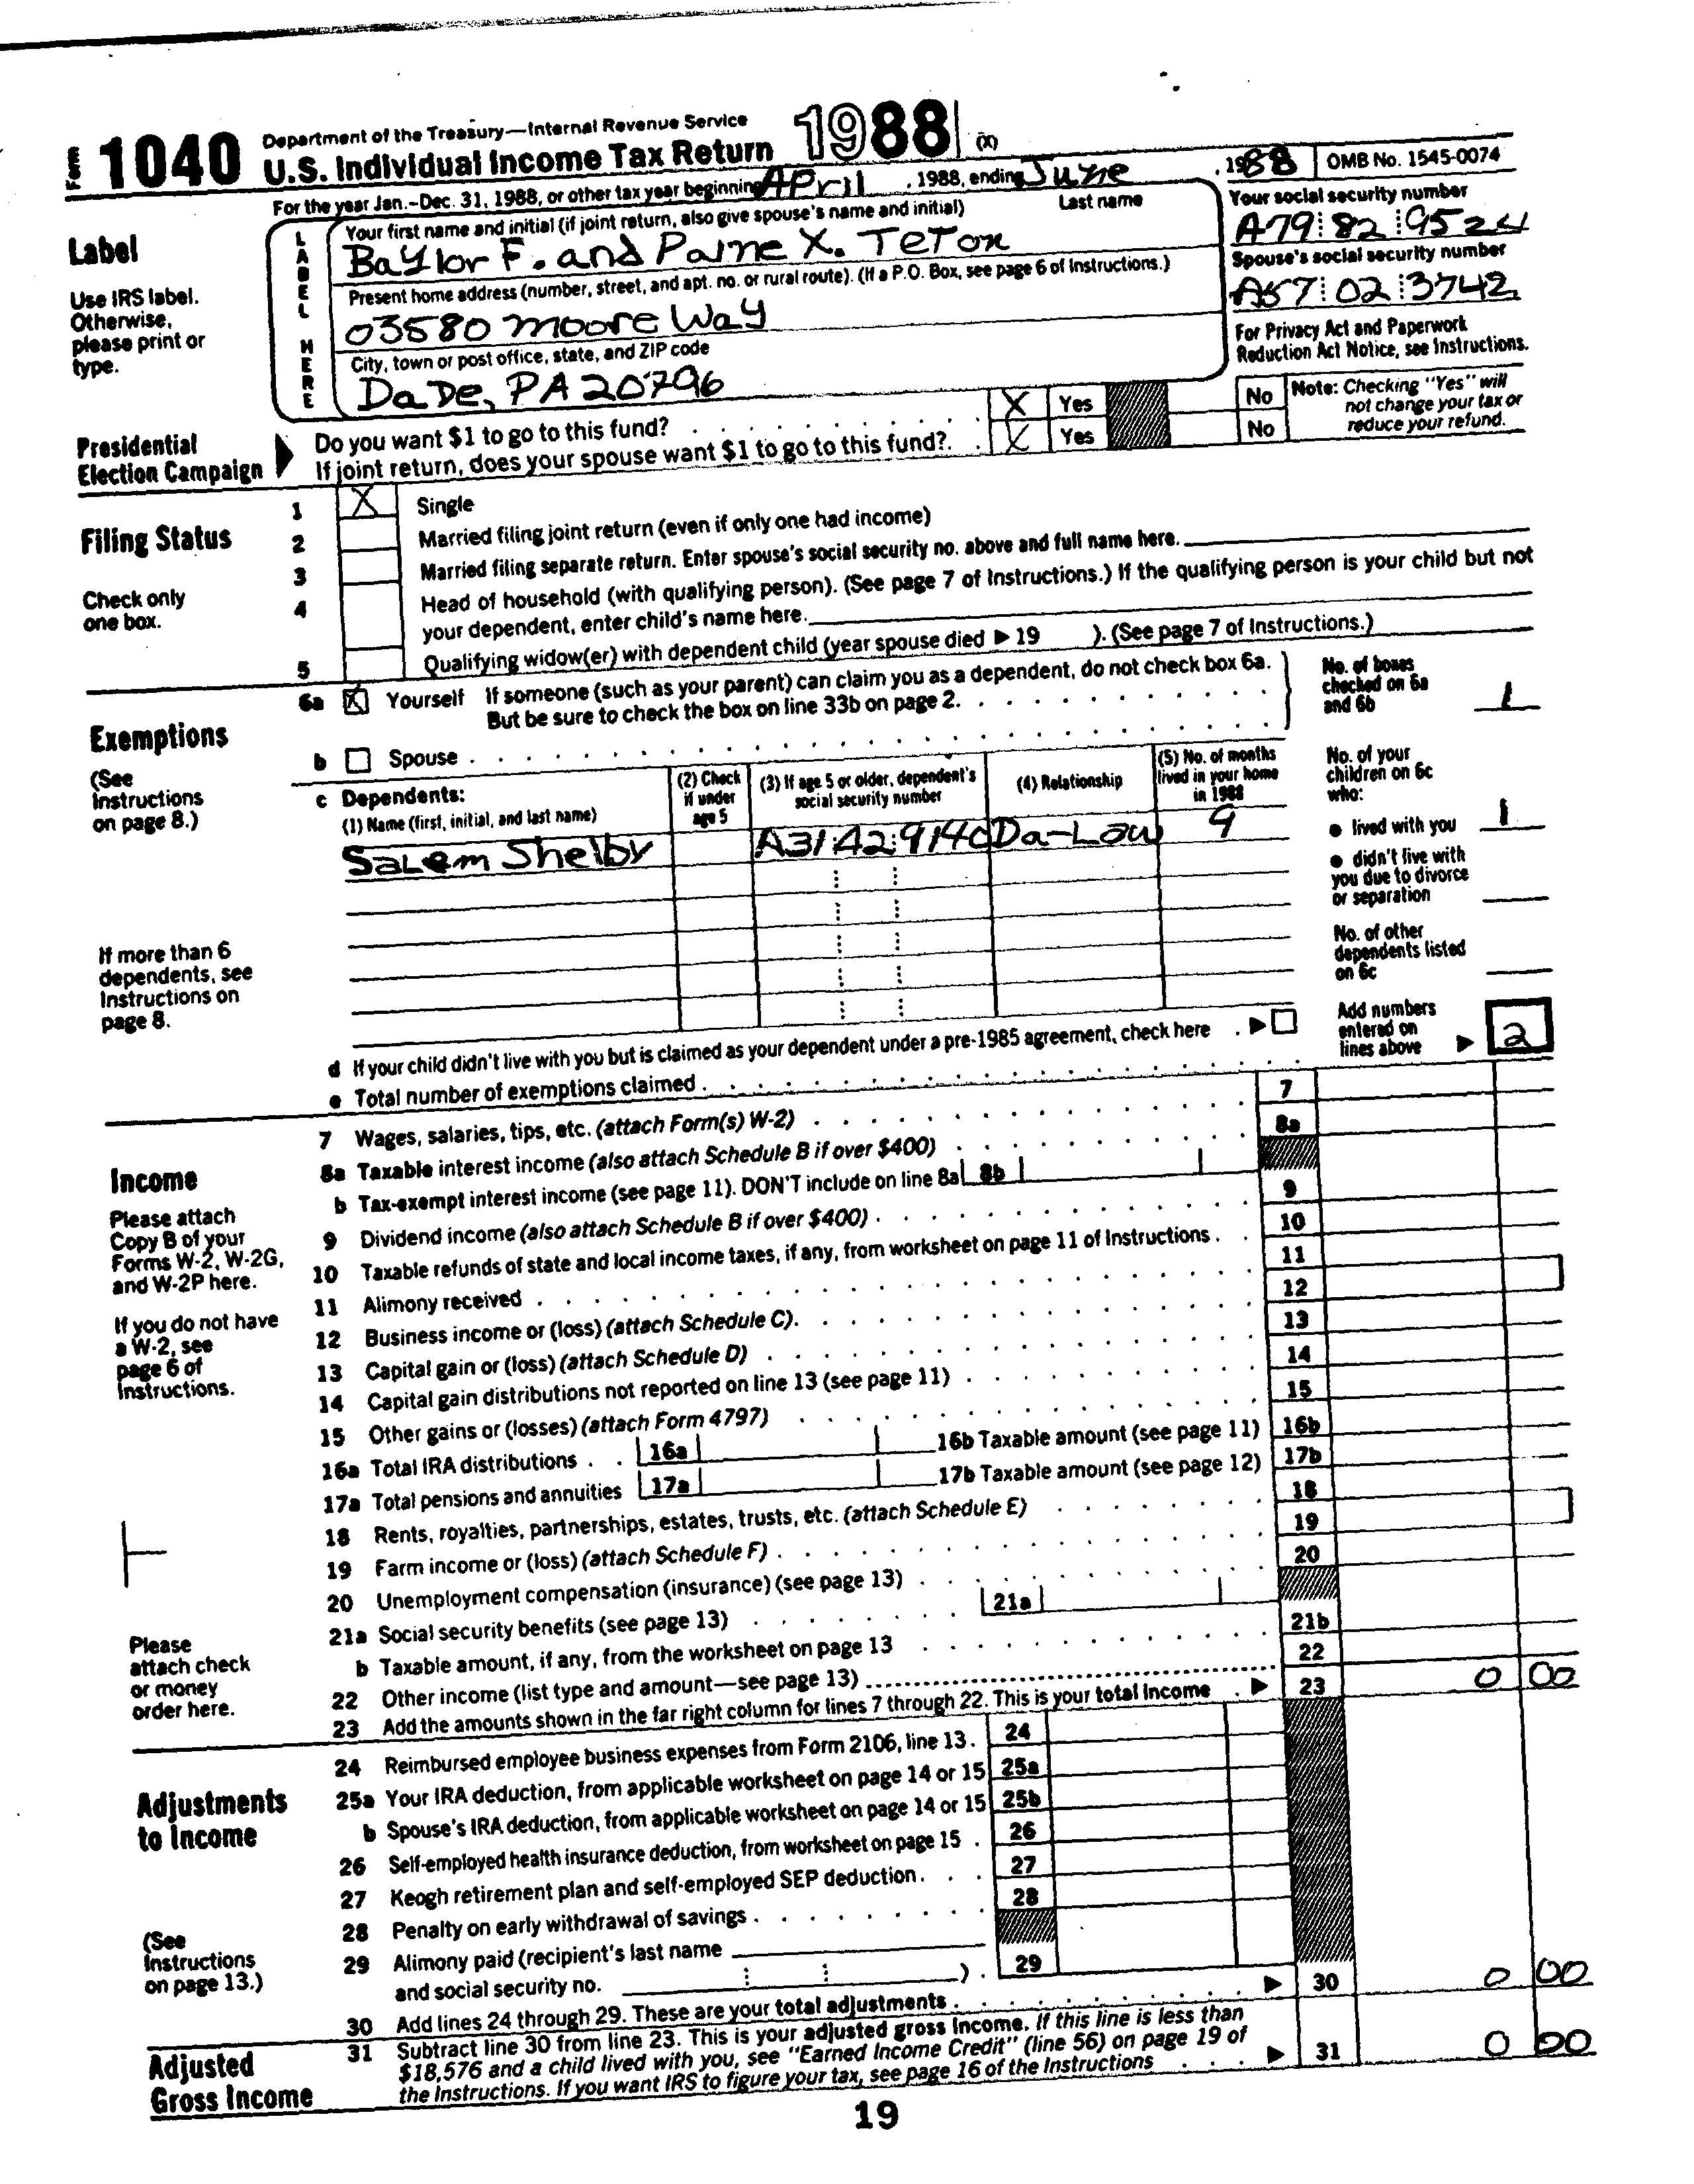 Form 1040 Department of the Treasury—Internal Revenue Service
U.S. Individual Income Tax Return 1988 (X)
For the year Jan.–Dec. 31, 1988, or other tax year beginning April , 1988, ending June , 1988 OMB No. 1545-0074
Label
Use IRS label. Otherwise, please print or type.
LABEL HERE
Your first name and initial (if joint return, also give spouse's name and initial) Last name
Baylor F. and Paine X. Teton
Your social security number
A79 82 9524
Present home address (number, street, and apt. no. or rural route). (If a P.O. Box, see page 6 of Instructions.)
03580 Moore Way
Spouse's social security number
A57 02 3742
City, town or post office, state, and ZIP code
DaDe, PA 20796
For Privacy Act and Paperwork Reduction Act Notice, see Instructions.
Presidential Election Campaign
Do you want $1 to go to this fund? X Yes No
If joint return, does your spouse want $1 to go to this fund? X Yes No
Note: Checking "Yes" will not change your tax or reduce your refund.
Filing Status
Check only one box.
1 X Single
2 Married filing joint return (even if only one had income)
3 Married filing separate return. Enter spouse's social security no. above and full name here.
4 Head of household (with qualifying person). (See page 7 of Instructions.) If the qualifying person is your child but not
your dependent, enter child's name here.
5 Qualifying widow(er) with dependent child (year spouse died ▶ 19 ). (See page 7 of Instructions.)
Exemptions
(See Instructions on page 8.)
6a X Yourself If someone (such as your parent) can claim you as a dependent, do not check box 6a.
But be sure to check the box on line 33b on page 2.
b Spouse
No. of boxes checked on 6a and 6b 1
c Dependents:
(1) Name (first, initial, and last name)
(2) Check if under age 5
(3) If age 5 or older, dependent's social security number
(4) Relationship
(5) No. of months lived in your home in 1988
Salem Shelby A31 42 9140 Da-Law 9
No. of your children on 6c who:
● lived with you 1
● didn't live with you due to divorce or separation
No. of other dependents listed on 6c
If more than 6 dependents, see Instructions on page 8.
d If your child didn't live with you but is claimed as your dependent under a pre-1985 agreement, check here ▶
e Total number of exemptions claimed
Add numbers entered on lines above ▶ 2
Income
Please attach Copy B of your Forms W-2, W-2G, and W-2P here.
If you do not have a W-2, see page 6 of Instructions.
Please attach check or money order here.
7 Wages, salaries, tips, etc. (attach Form(s) W-2) 7
8a Taxable interest income (also attach Schedule B if over $400) 8a
b Tax-exempt interest income (see page 11). DON'T include on line 8a 8b
9 Dividend income (also attach Schedule B if over $400) 9
10 Taxable refunds of state and local income taxes, if any, from worksheet on page 11 of Instructions 10
11 Alimony received 11
12 Business income or (loss) (attach Schedule C) 12
13 Capital gain or (loss) (attach Schedule D) 13
14 Capital gain distributions not reported on line 13 (see page 11) 14
15 Other gains or (losses) (attach Form 4797) 15
16a Total IRA distributions 16a 16b Taxable amount (see page 11) 16b
17a Total pensions and annuities 17a 17b Taxable amount (see page 12) 17b
18 Rents, royalties, partnerships, estates, trusts, etc. (attach Schedule E) 18
19 Farm income or (loss) (attach Schedule F) 19
20 Unemployment compensation (insurance) (see page 13) 20
21a Social security benefits (see page 13) 21a
b Taxable amount, if any, from the worksheet on page 13 21b
22 Other income (list type and amount—see page 13) 22
23 Add the amounts shown in the far right column for lines 7 through 22. This is your total income ▶ 23 0 00
Adjustments to Income
(See Instructions on page 13.)
24 Reimbursed employee business expenses from Form 2106, line 13. 24
25a Your IRA deduction, from applicable worksheet on page 14 or 15 25a
b Spouse's IRA deduction, from applicable worksheet on page 14 or 15 25b
26 Self-employed health insurance deduction, from worksheet on page 15 26
27 Keogh retirement plan and self-employed SEP deduction 27
28 Penalty on early withdrawal of savings 28
29 Alimony paid (recipient's last name
and social security no. ) 29
30 Add lines 24 through 29. These are your total adjustments ▶ 30 0 00
Adjusted Gross Income
31 Subtract line 30 from line 23. This is your adjusted gross income. If this line is less than
$18,576 and a child lived with you, see "Earned Income Credit" (line 56) on page 19 of
the Instructions. If you want IRS to figure your tax, see page 16 of the Instructions ▶ 31 0 00
19